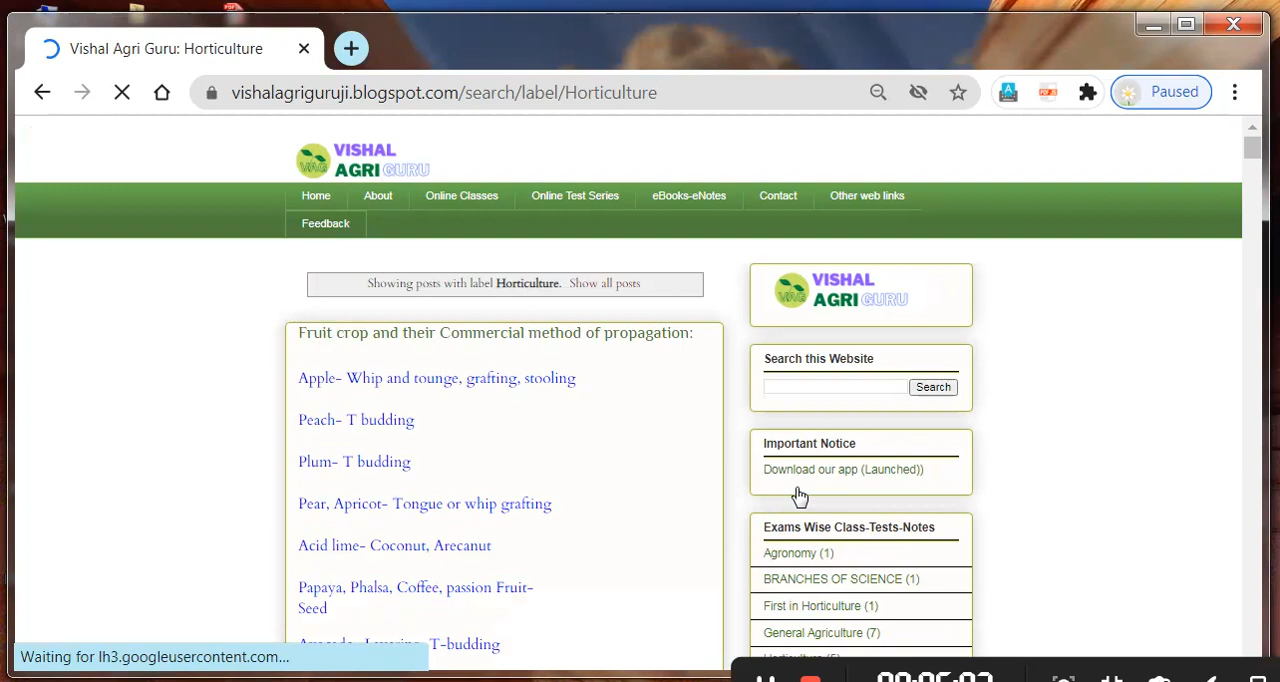 Vishal Agri Guru: Horticulture
vishalagriguruji.blogspot.com/search/label/Horticulture
Paused
VISHAL
VAG AGRI GURU
Home About Online Classes Online Test Series eBooks-eNotes Contact Other web links
Feedback
Showing posts with label Horticulture. Show all posts
Fruit crop and their Commercial method of propagation:
Apple- Whip and tounge, grafting, stooling
Peach- T budding
Plum- T budding
Pear, Apricot- Tongue or whip grafting
Acid lime- Coconut, Arecanut
Papaya, Phalsa, Coffee, passion Fruit-
Seed
T-budding
VISHAL
VAG AGRI GURU
Search this Website
Search
Important Notice
Download our app (Launched))
Exams Wise Class-Tests-Notes
Agronomy (1)
BRANCHES OF SCIENCE (1)
First in Horticulture (1)
General Agriculture (7)
Waiting for lh3.googleusercontent.com...